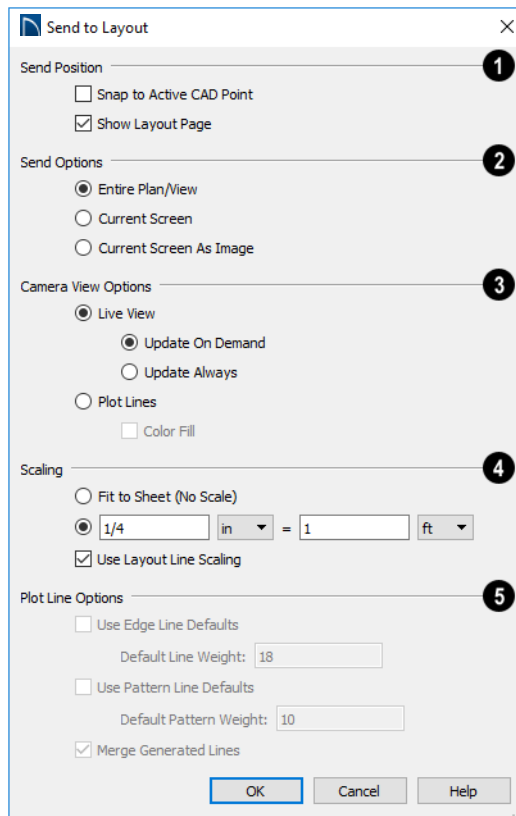 Send to Layout
Send Position 1
Snap to Active CAD Point
Show Layout Page
Send Options 2
Entire Plan/View
Current Screen
Current Screen As Image
Camera View Options 3
Live View
Update On Demand
Update Always
Plot Lines
Color Fill
Scaling 4
Fit to Sheet (No Scale)
1/4 in = 1 ft
Use Layout Line Scaling
Plot Line Options 5
Use Edge Line Defaults
Default Line Weight: 18
Use Pattern Line Defaults
Default Pattern Weight: 10
Merge Generated Lines
OK Cancel Help